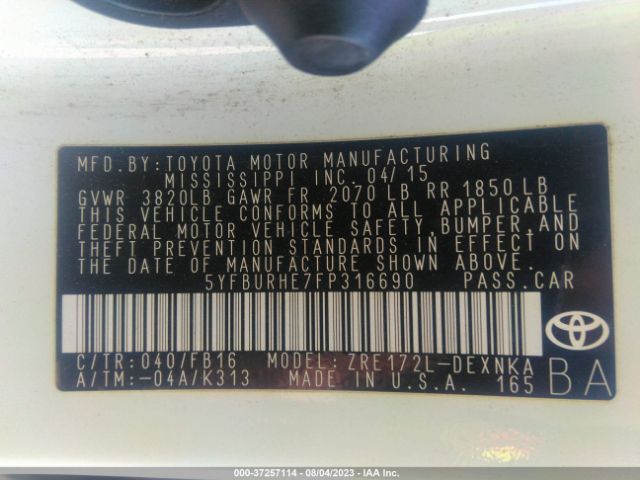 MFD.BY:TOYOTA MOTOR MANUFACTURING
MISSISSIPPI INC. 04/15
GVWR 3820LB GAWR FR 2070 LB RR 1850 LB
THIS VEHICLE CONFORMS TO ALL APPLICABLE
FEDERAL MOTOR VEHICLE SAFETY,BUMPER,AND
THEFT PREVENTION STANDARDS IN EFFECT ON
THE DATE OF MANUFACTURE SHOWN ABOVE.
5YFBURHE7FP316690 PASS.CAR
C/TR: 040/FB16 MODEL: ZRE172L-DEXNKA
A/TM:-04A/K313 MADE IN U.S.A. 165
BA
000-37257114 - 08/04/2023 - IAA Inc.